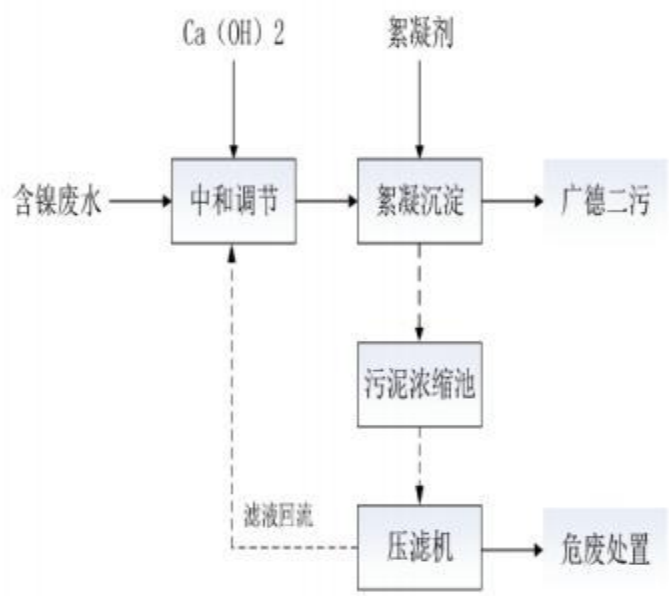 Ca (OH) 2
絮凝剂
含镍废水
中和调节
絮凝沉淀
广德二污
污泥浓缩池
滤液回流
压滤机
危废处置